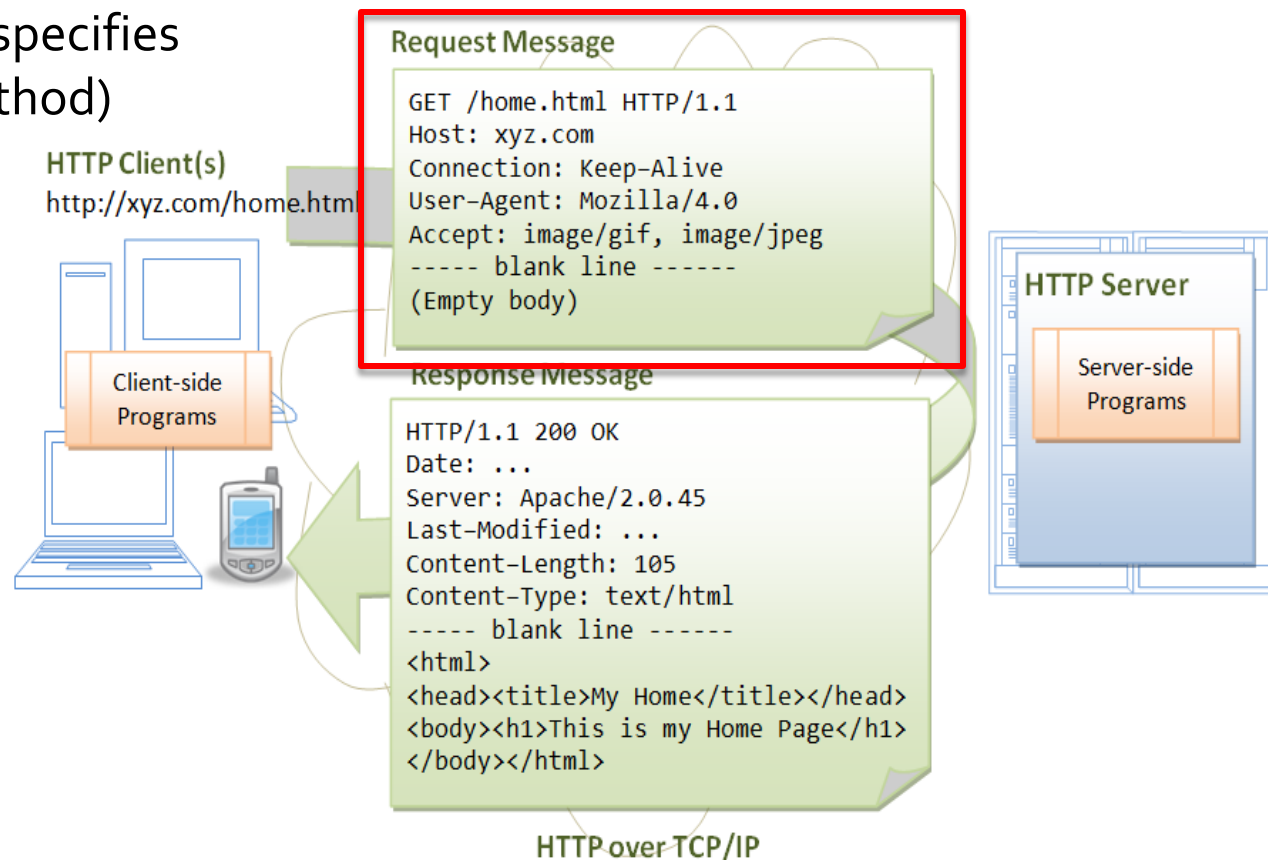 specifies
thod)
HTTP Client(s)
http://xyz.com/home.html
Request Message
GET /home.html HTTP/1.1
Host: xyz.com
Connection: Keep-Alive
User-Agent: Mozilla/4.0
Accept: image/gif, image/jpeg
----- blank line ------
(Empty body)
Client-side
Programs
HTTP Server
Server-side
Programs
Response Message
HTTP/1.1 200 OK
Date: ...
Server: Apache/2.0.45
Last-Modified: ...
Content-Length: 105
Content-Type: text/html
----- blank line ------
<html>
<head><title>My Home</title></head>
<body><h1>This is my Home Page</h1>
</body></html>
HTTP over TCP/IP